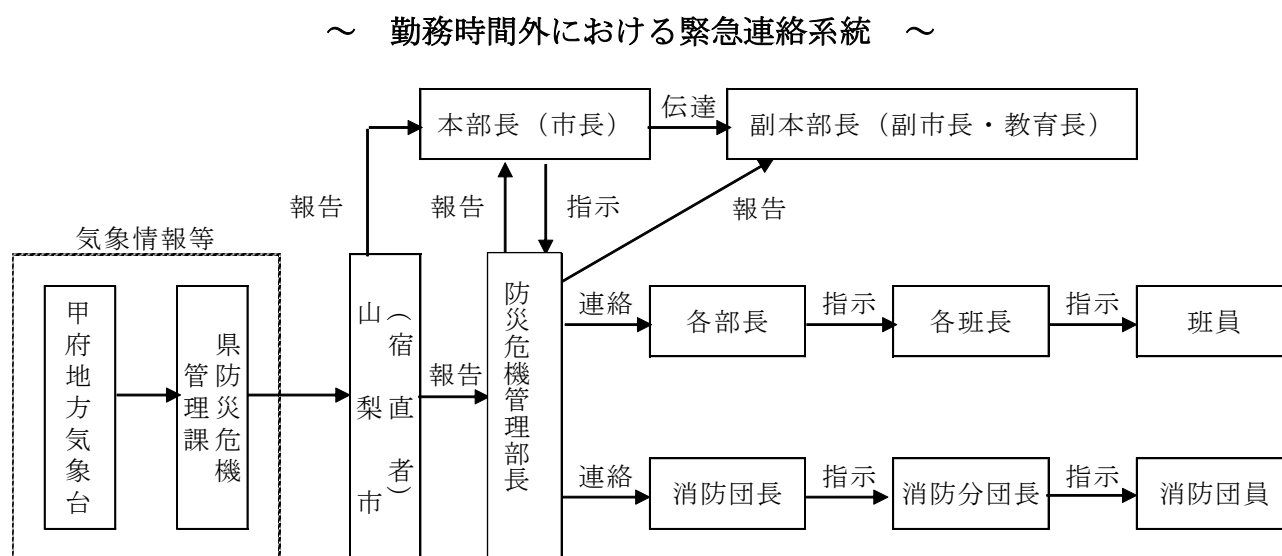 ～　勤務時間外における緊急連絡系統　～
本部長（市長）
伝達
副本部長（副市長・教育長）
報告
報告
指示
報告
気象情報等
甲府地方気象台
県防災危機
管理課
山梨市
（宿直者）
報告
防災危機管理部長
連絡
各部長
指示
各班長
指示
班員
連絡
消防団長
指示
消防分団長
指示
消防団員